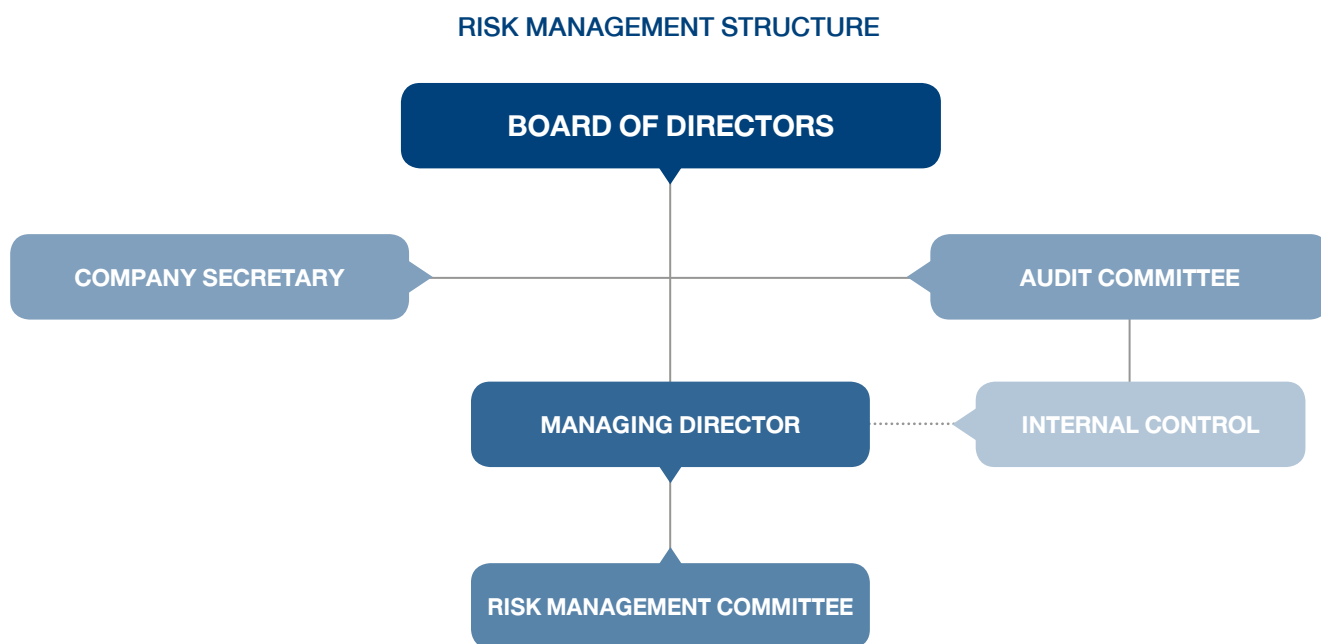 RISK MANAGEMENT STRUCTURE
BOARD OF DIRECTORS
COMPANY SECRETARY
AUDIT COMMITTEE
MANAGING DIRECTOR
INTERNAL CONTROL
RISK MANAGEMENT COMMITTEE